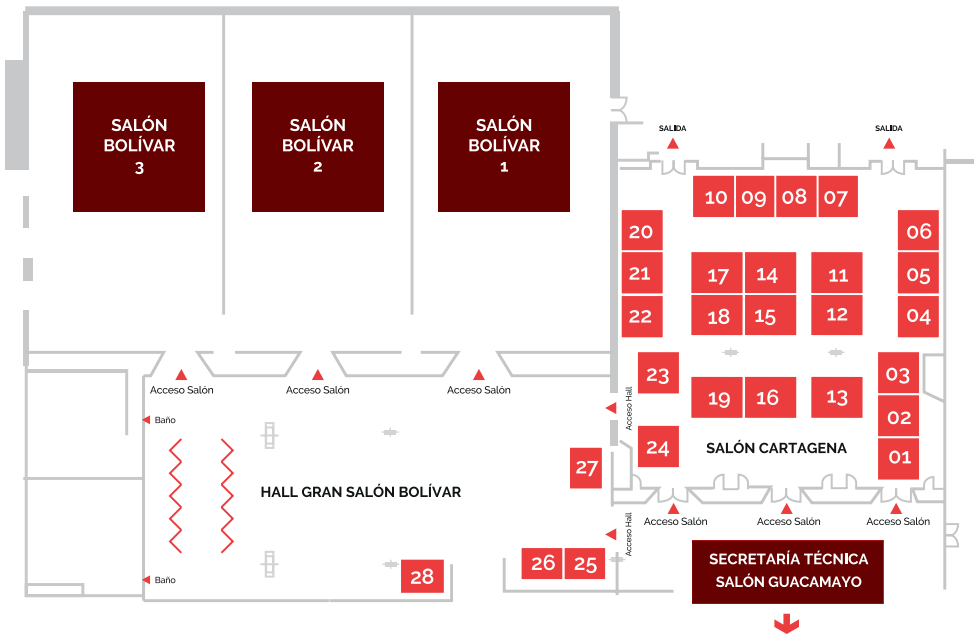 SALÓN
BOLÍVAR
3
SALÓN
BOLÍVAR
2
SALÓN
BOLÍVAR
1
SALIDA
SALIDA
10 09 08 07
20
21
22
06
05
04
17 14 11
18 15 12
23
24
19 16 13
03
02
01
SALÓN CARTAGENA
Acceso Salón
Acceso Salón
Acceso Salón
Acceso Hall
Baño
27
HALL GRAN SALÓN BOLÍVAR
Acceso Salón
Acceso Salón
Acceso Salón
Acceso Hall
26 25
28
Baño
SECRETARÍA TÉCNICA
SALÓN GUACAMAYO